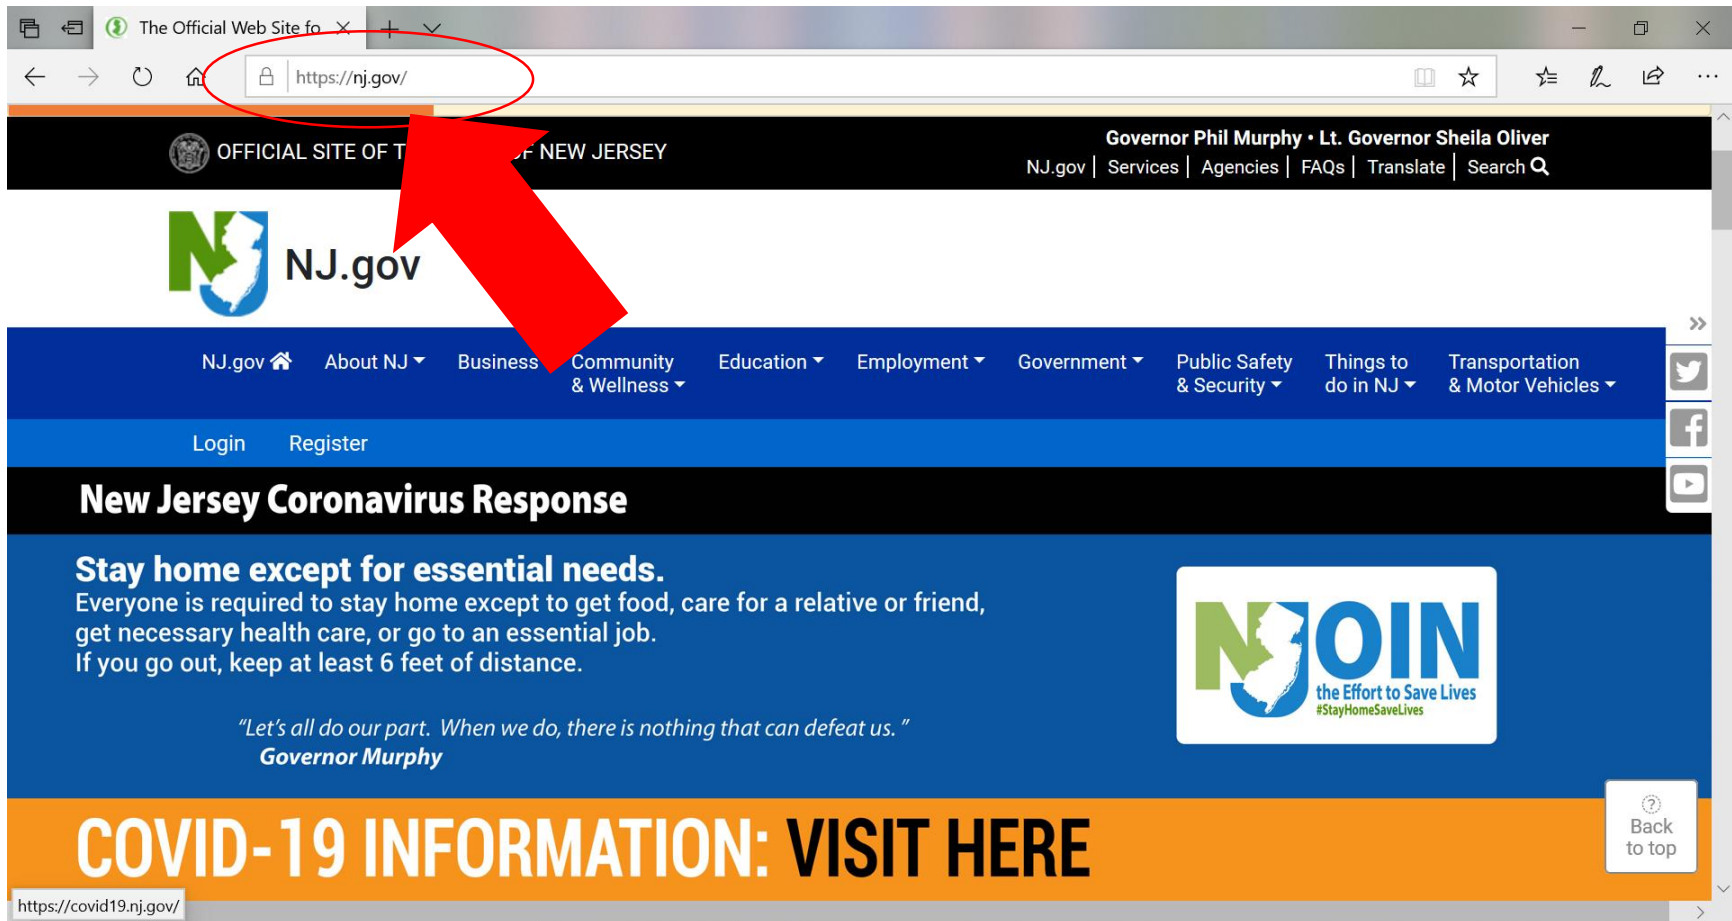 The Official Web Site fo
https://nj.gov/
OFFICIAL SITE OF T OF NEW JERSEY
Governor Phil Murphy • Lt. Governor Sheila Oliver
NJ.gov | Services | Agencies | FAQs | Translate | Search
NJ.gov
NJ.gov About NJ Business Community & Wellness Education Employment Government Public Safety & Security Things to do in NJ Transportation & Motor Vehicles
Login Register
New Jersey Coronavirus Response
Stay home except for essential needs.
Everyone is required to stay home except to get food, care for a relative or friend,
get necessary health care, or go to an essential job.
If you go out, keep at least 6 feet of distance.
“Let’s all do our part. When we do, there is nothing that can defeat us. ”
Governor Murphy
NJOIN
the Effort to Save Lives
#StayHomeSaveLives
COVID-19 INFORMATION: VISIT HERE
Back
to top
https://covid19.nj.gov/